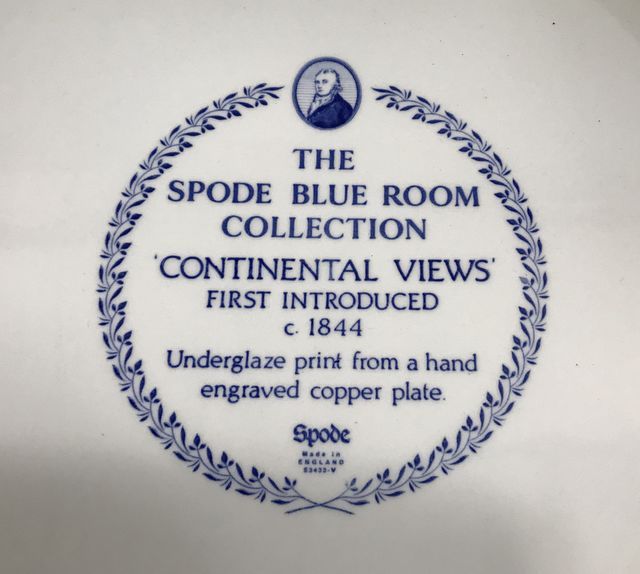 THE
SPODE BLUE ROOM
COLLECTION
'CONTINENTAL VIEWS'
FIRST INTRODUCED
c. 1844
Underglaze print from a hand
engraved copper plate.
Spode
Made in
ENGLAND
S3433-V